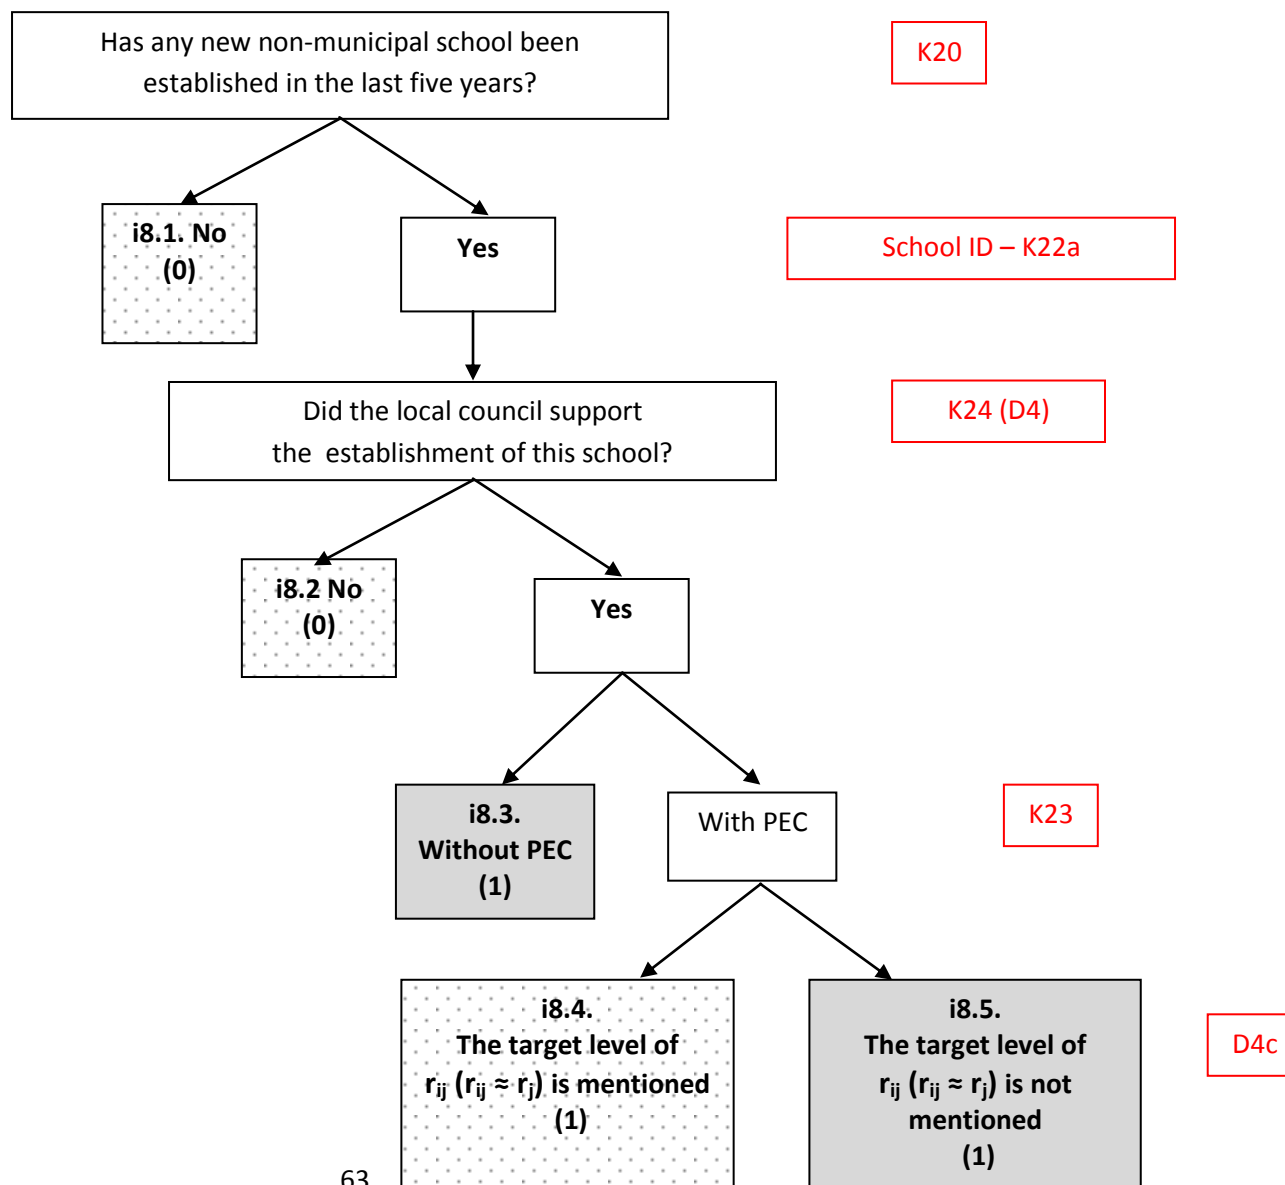 Has any new non-municipal school been
established in the last five years?
K20
i8.1. No
(0)
Yes
School ID – K22a
Did the local council support
the  establishment of this school?
K24 (D4)
i8.2 No
(0)
Yes
i8.3.
Without PEC
(1)
With PEC
K23
i8.4.
The target level of
rij (rij ≈ rj) is mentioned
(1)
i8.5.
The target level of
rij (rij ≈ rj) is not
mentioned
(1)
D4c
63